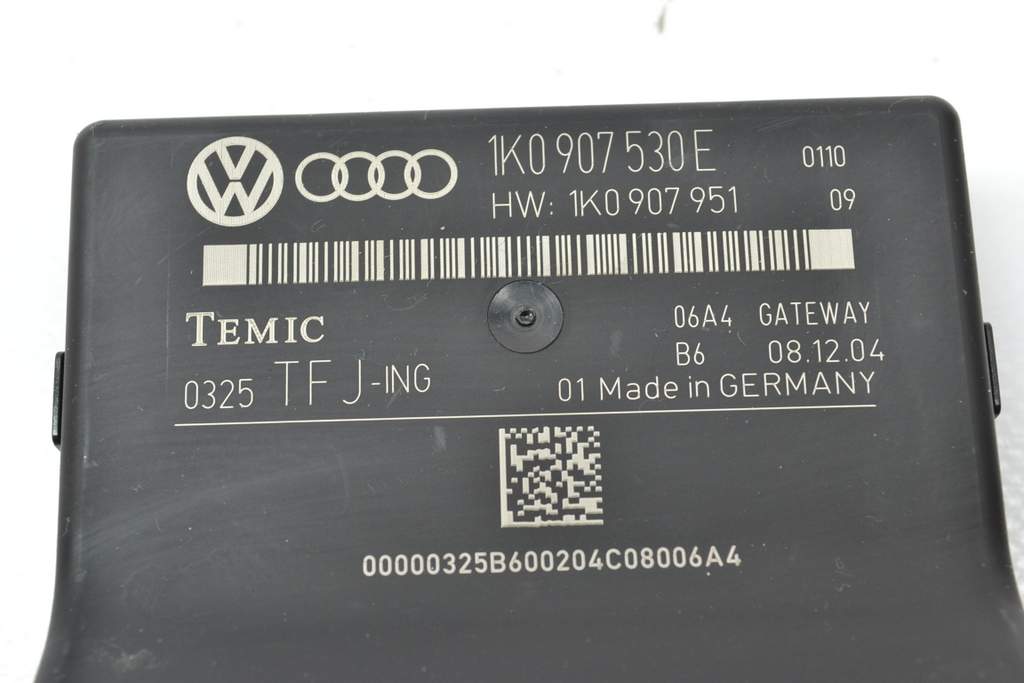 1K0 907 530 E 0110
HW: 1K0 907 951 09
TEMIC 06A4 GATEWAY
B6 08.12.04
0325 TFJ-ING 01 Made in GERMANY
00000325B600204C08006A4